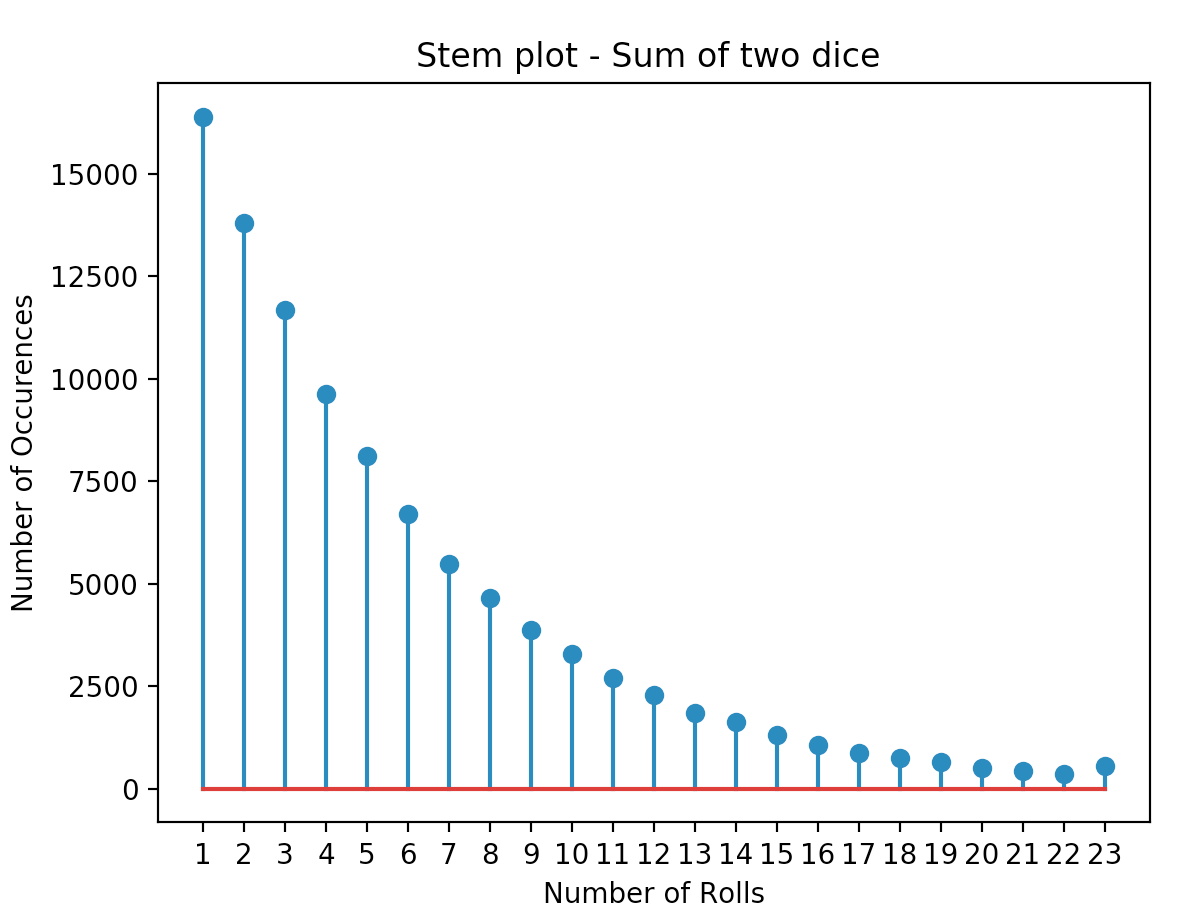 Stem plot - Sum of two dice
Number of Occurences
15000
12500
10000
7500
5000
2500
0
1 2 3 4 5 6 7 8 9 10 11 12 13 14 15 16 17 18 19 20 21 22 23
Number of Rolls